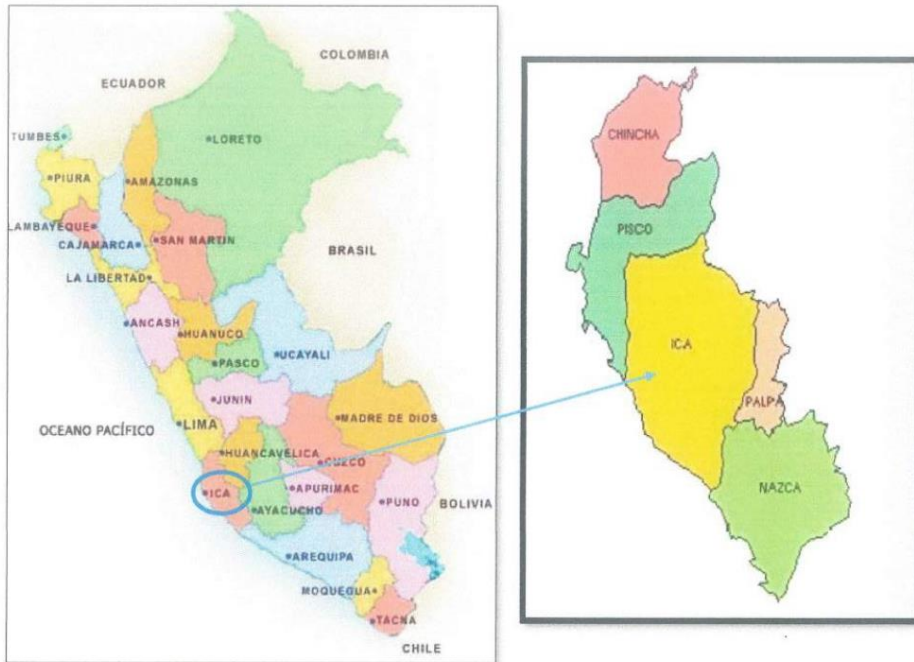 COLOMBIA
ECUADOR
TUMBES
LORETO
PIURA
AMAZONAS
LAMBAYEQUE
CAJAMARCA
SAN MARTIN
BRASIL
LA LIBERTAD
ANCASH
HUANUCO
UCAYALI
PASCO
JUNIN
MADRE DE DIOS
OCEANO PACÍFICO
LIMA
HUANCAVELICA
CUZCO
ICA
APURIMAC
PUNO
BOLIVIA
AYACUCHO
AREQUIPA
MOQUEGUA
TACNA
CHILE
CHINCHA
PISCO
ICA
PALPA
NAZCA